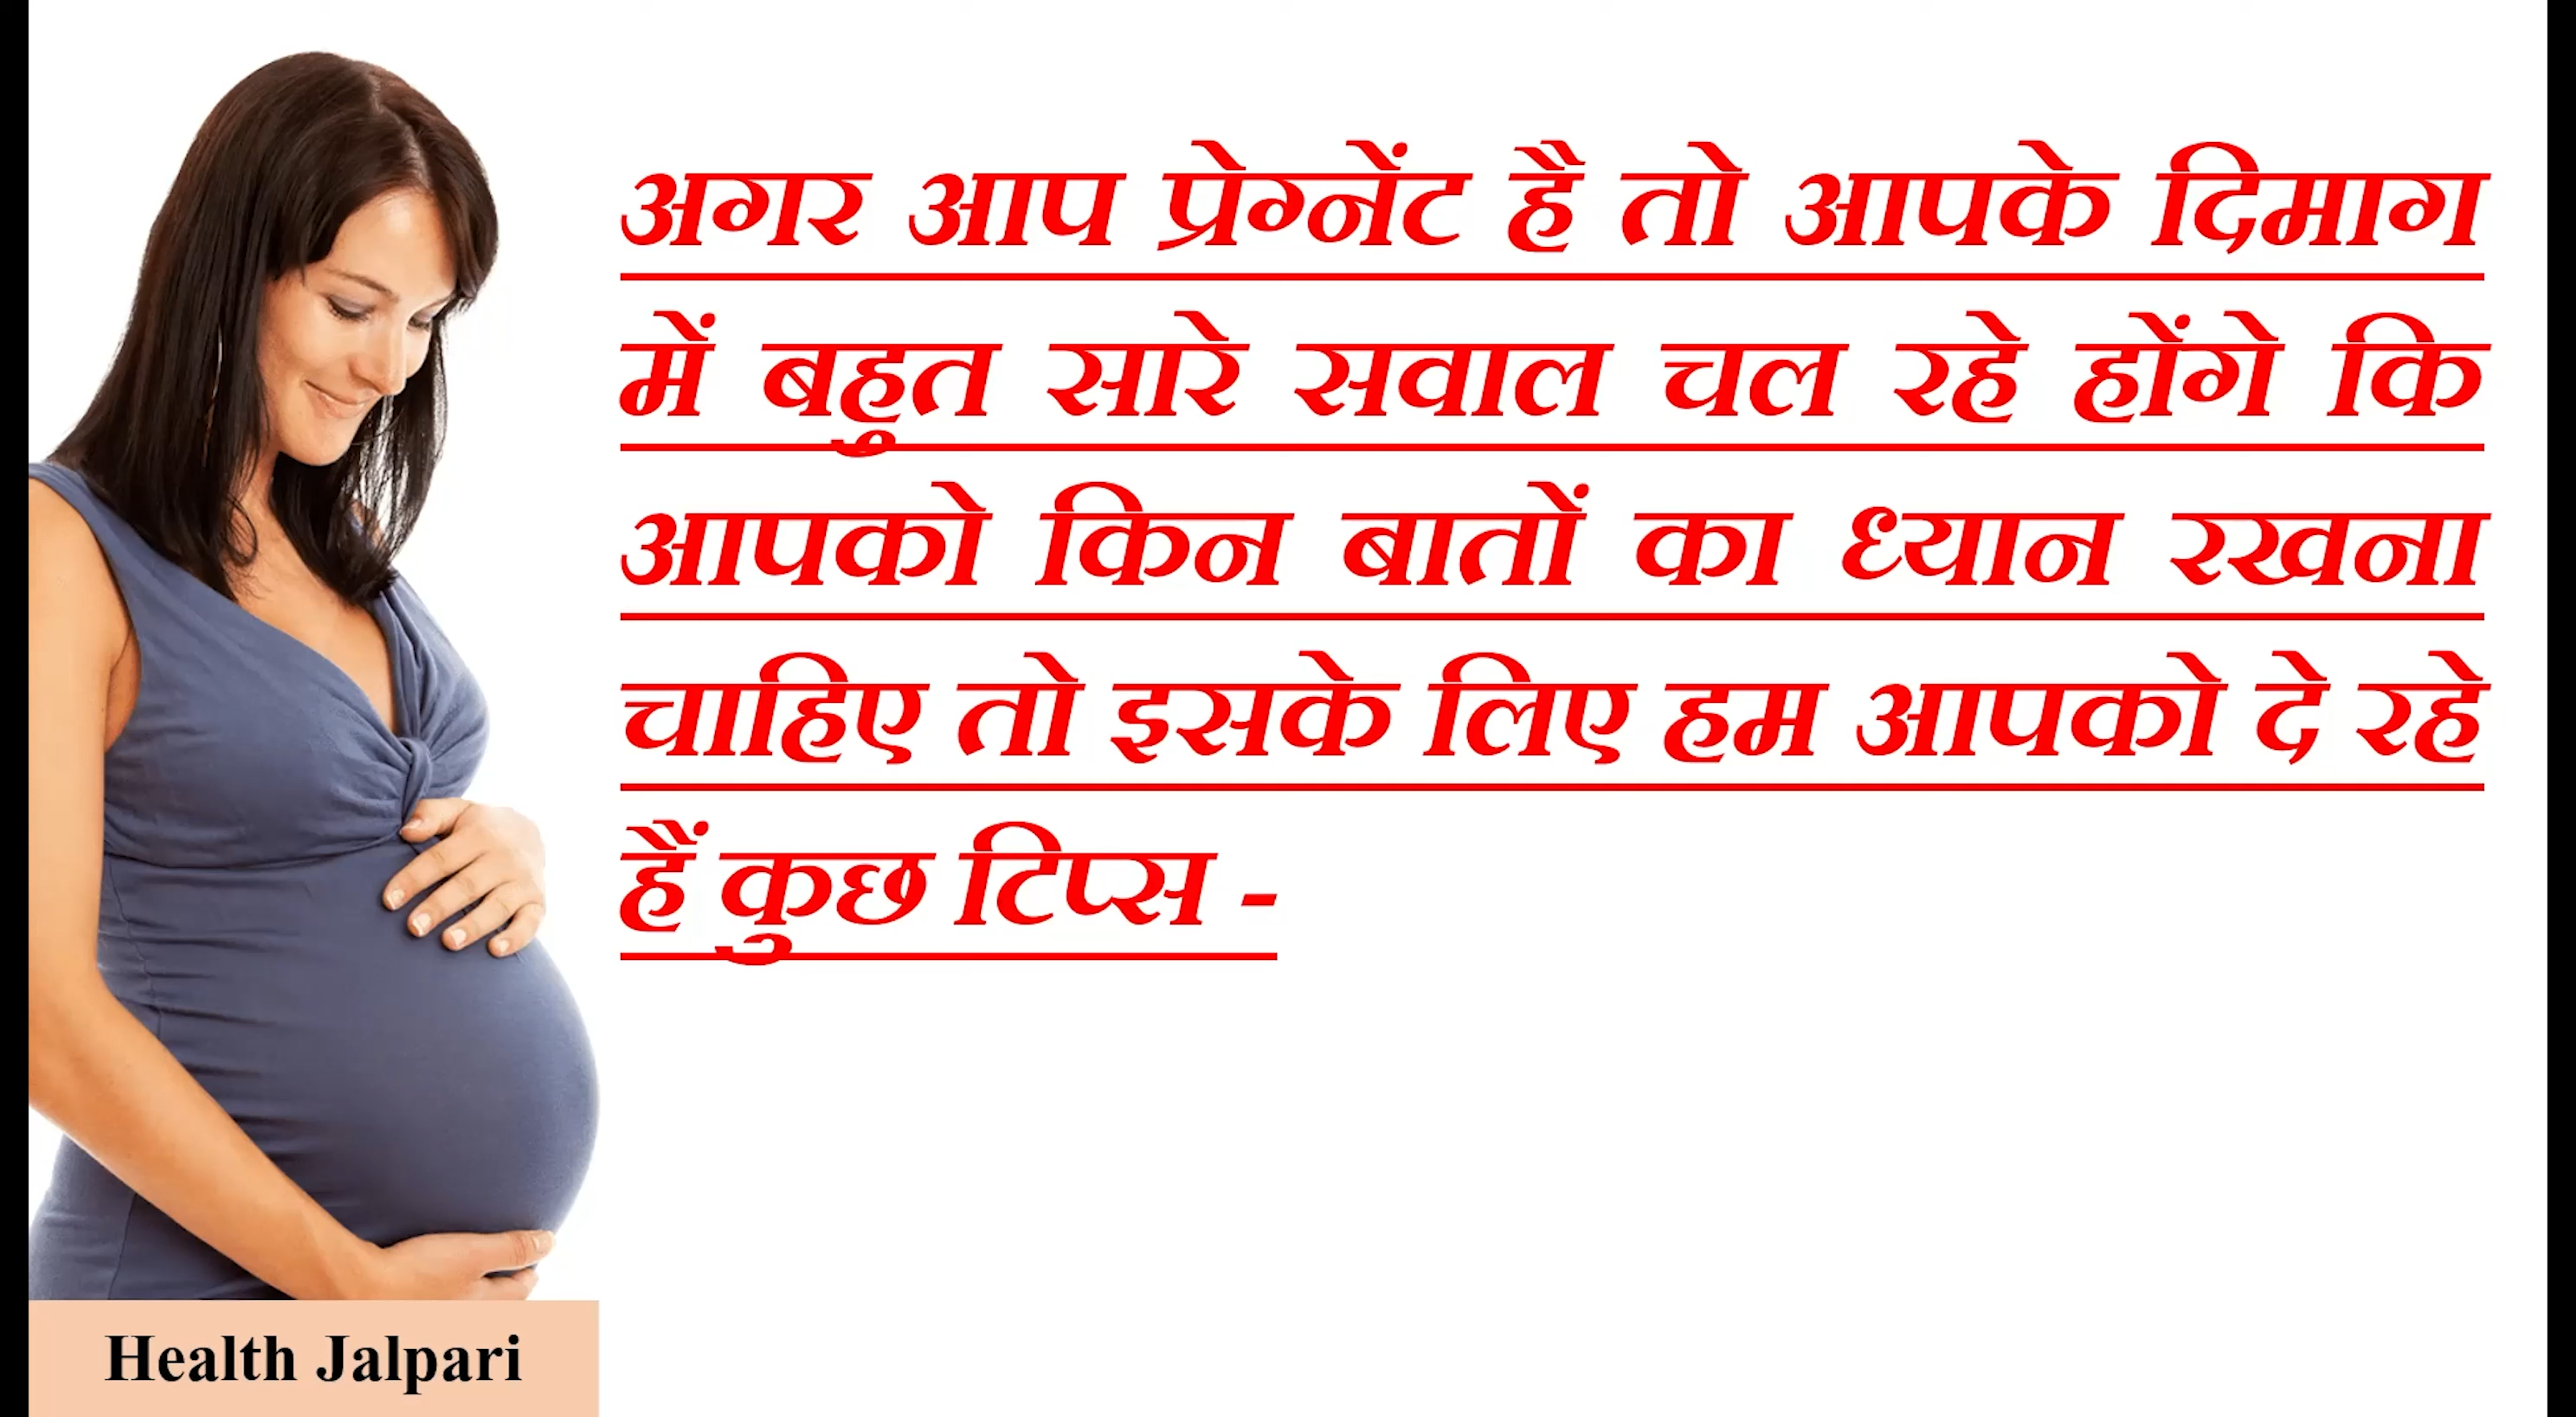 अगर आप प्रेग्नेंट है तो आपके दिमाग
में बहुत सारे सवाल चल रहे होंगे कि
आपको किन बातों का ध्यान रखना
चाहिए तो इसके लिए हम आपको दे रहे
हैं कुछ टिप्स -
Health Jalpari